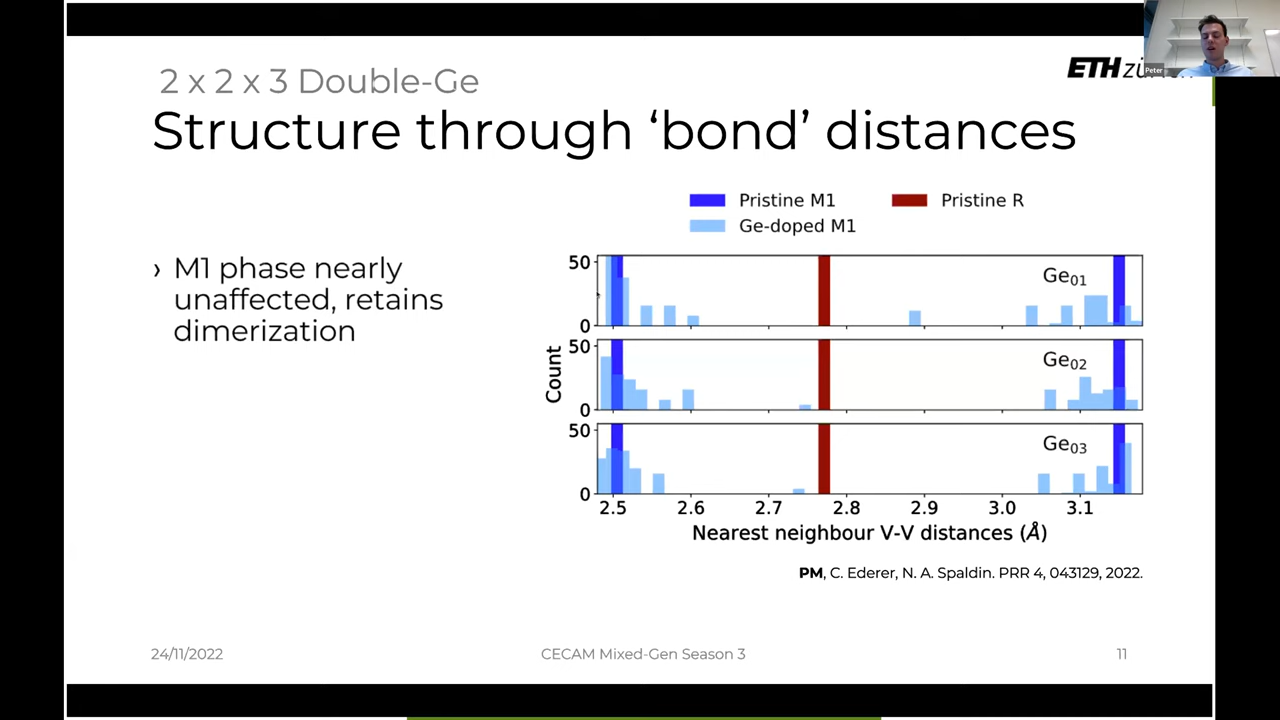 Peter
ETH zü
2 x 2 x 3 Double-Ge
Structure through ‘bond’ distances
› M1 phase nearly
unaffected, retains
dimerization
Pristine M1
Pristine R
Ge-doped M1
50
0
Ge01
50
0
Ge02
50
0
Ge03
Count
2.5 2.6 2.7 2.8 2.9 3.0 3.1
Nearest neighbour V-V distances (Å)
PM, C. Ederer, N. A. Spaldin. PRR 4, 043129, 2022.
24/11/2022
CECAM Mixed-Gen Season 3
11